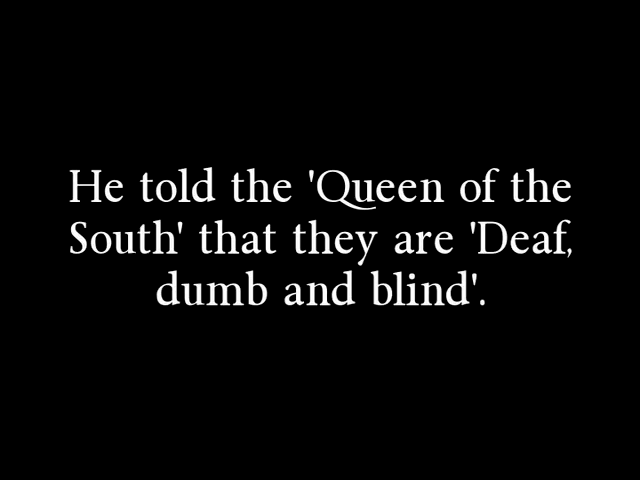 He told the 'Queen of the
South' that they are 'Deaf,
dumb and blind'.